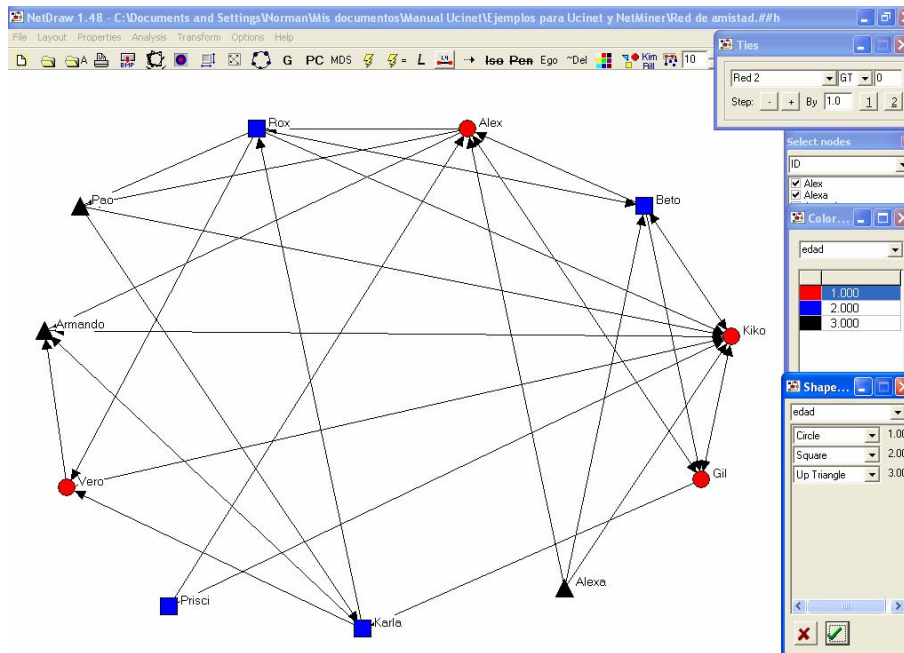 NetDraw 1.48 - C:\Documents and Settings\Norman\Mis documentos\Manual Ucinet\Ejemplos para Ucinet y NetMiner\Red de amistad.##h
File Layout Properties Analysis Transform Options Help
A BMP G PC MDS = L Iso Pen Ego ~Del Kim Bill 10
Ties
Red 2 GT 0
Step: - + By 1.0 1 2
Select nodes
ID
Alex
Alexa
Color...
edad
1.000
2.000
3.000
Shape...
edad
Circle 1.00
Square 2.00
Up Triangle 3.00
Rox
Alex
Pao
Beto
Armando
Kiko
Vero
Gil
Prisci
Karla
Alexa